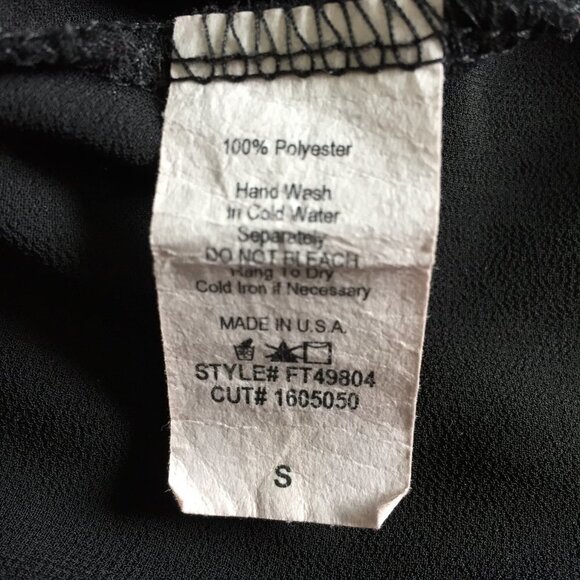 100% Polyester
Hand Wash
In Cold Water
Separately
DO NOT BLEACH
Hang To Dry
Cold Iron if Necessary
MADE IN U.S.A.
STYLE# FT49804
CUT# 1605050
S